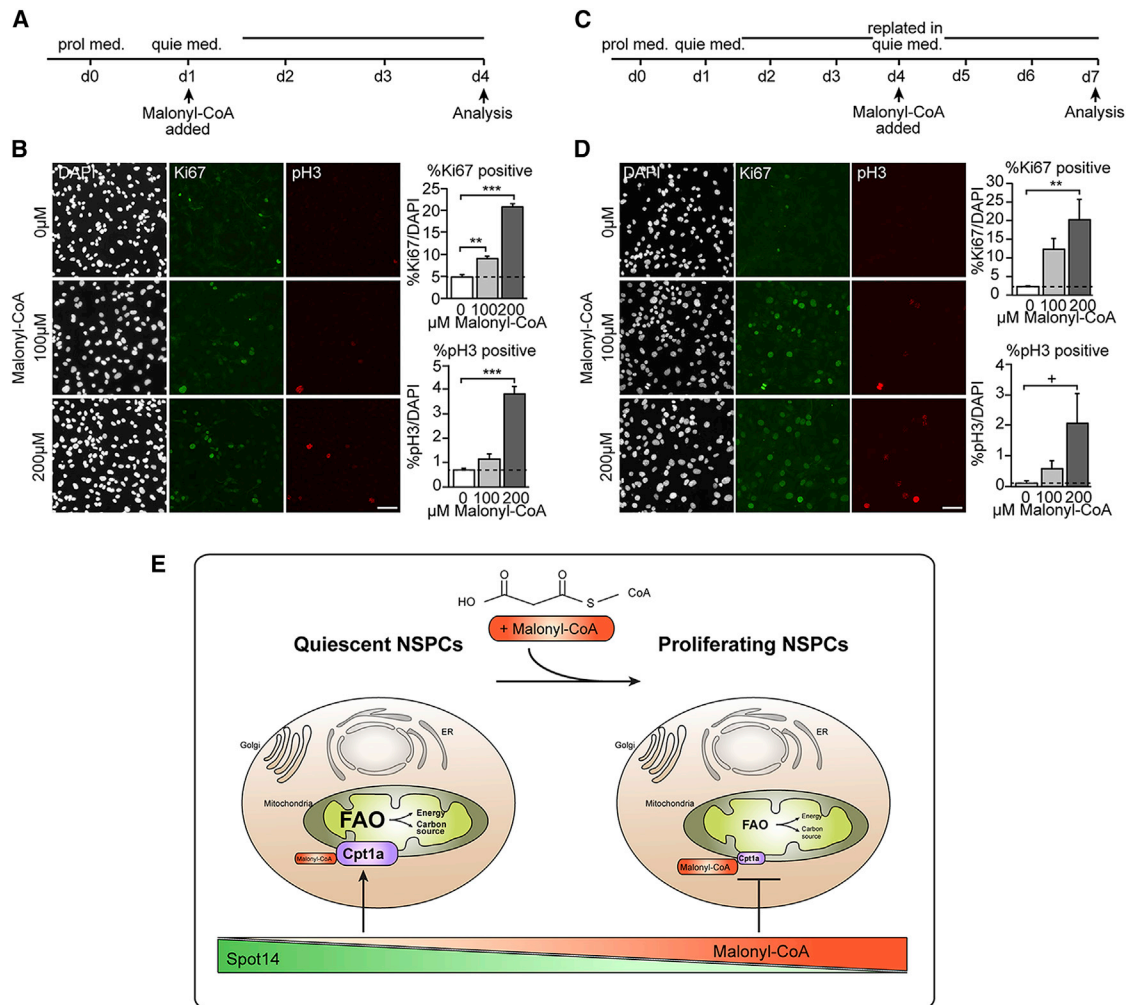 A
prol med. quie med.
d0 d1 d2 d3 d4
Malonyl-CoA
added
Analysis
B
DAPI Ki67 pH3
Malonyl-CoA
0µM
100µM
200µM
%Ki67 positive
%Ki67/DAPI
25
20
15
10
5
0
**
***
0 100 200
µM Malonyl-CoA
%pH3 positive
%pH3/DAPI
4
3
2
1
0
***
0 100 200
µM Malonyl-CoA
C
replated in
prol med. quie med. quie med.
d0 d1 d2 d3 d4 d5 d6 d7
Malonyl-CoA
added
Analysis
D
DAPI Ki67 pH3
Malonyl-CoA
0µM
100µM
200µM
%Ki67 positive
%Ki67/DAPI
30
25
20
15
10
5
0
**
0 100 200
µM Malonyl-CoA
%pH3 positive
%pH3/DAPI
4
3
2
1
0
+
0 100 200
µM Malonyl-CoA
E
O O
HO S CoA
+ Malonyl-CoA
Quiescent NSPCs
Proliferating NSPCs
Golgi
ER
Mitochondria
FAO
Energy
Carbon
source
Malonyl-CoA
Cpt1a
Golgi
ER
Mitochondria
FAO
Energy
Carbon
source
Malonyl-CoA
Cpt1a
Spot14
Malonyl-CoA